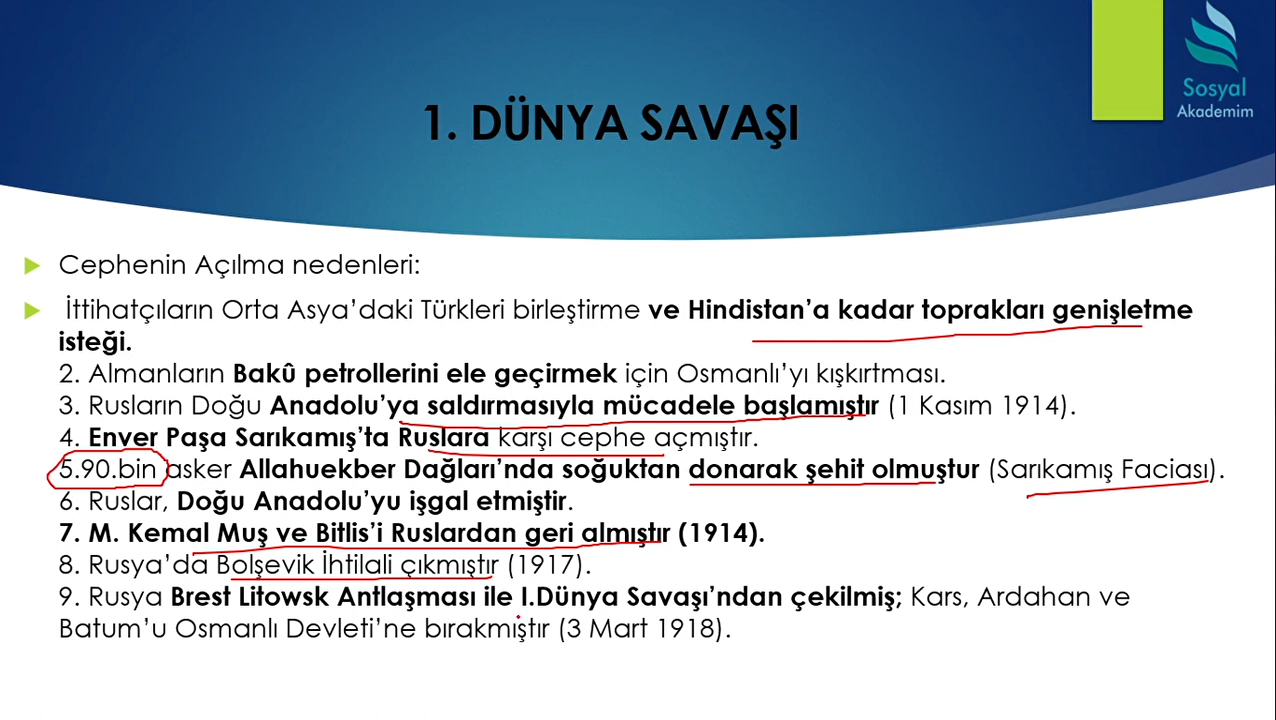 Sosyal
Akademim
1. DÜNYA SAVAŞI
Cephenin Açılma nedenleri:
İttihatçıların Orta Asya’daki Türkleri birleştirme ve Hindistan’a kadar toprakları genişletme
isteği.
2. Almanların Bakû petrollerini ele geçirmek için Osmanlı’yı kışkırtması.
3. Rusların Doğu Anadolu’ya saldırmasıyla mücadele başlamıştır (1 Kasım 1914).
4. Enver Paşa Sarıkamış’ta Ruslara karşı cephe açmıştır.
5.90.bin asker Allahuekber Dağları’nda soğuktan donarak şehit olmuştur (Sarıkamış Faciası).
6. Ruslar, Doğu Anadolu’yu işgal etmiştir.
7. M. Kemal Muş ve Bitlis’i Ruslardan geri almıştır (1914).
8. Rusya’da Bolşevik İhtilali çıkmıştır (1917).
9. Rusya Brest Litowsk Antlaşması ile I.Dünya Savaşı’ndan çekilmiş; Kars, Ardahan ve
Batum’u Osmanlı Devleti’ne bırakmıştır (3 Mart 1918).